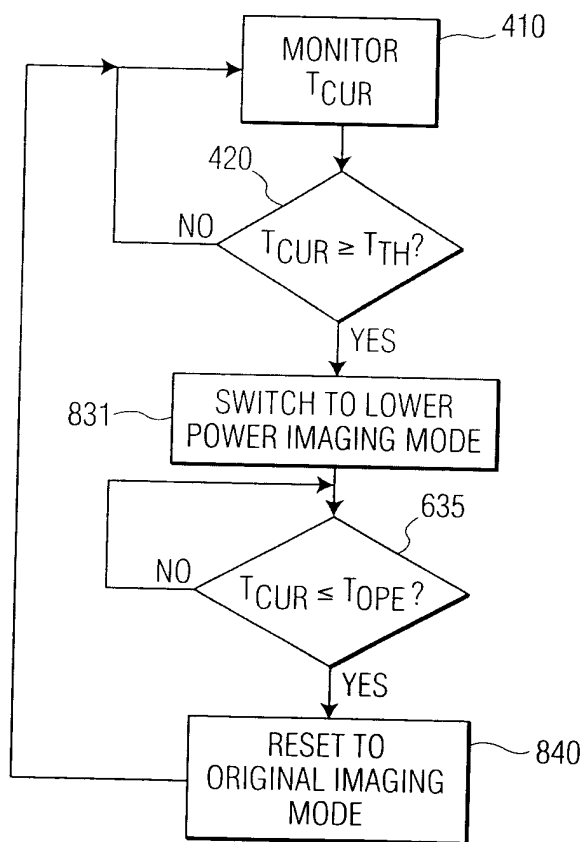 410
MONITOR
TCUR
420
NO
TCUR ≥ TTH?
YES
831
SWITCH TO LOWER
POWER IMAGING MODE
635
NO
TCUR ≤ TOPE?
YES
RESET TO
ORIGINAL IMAGING
MODE
840